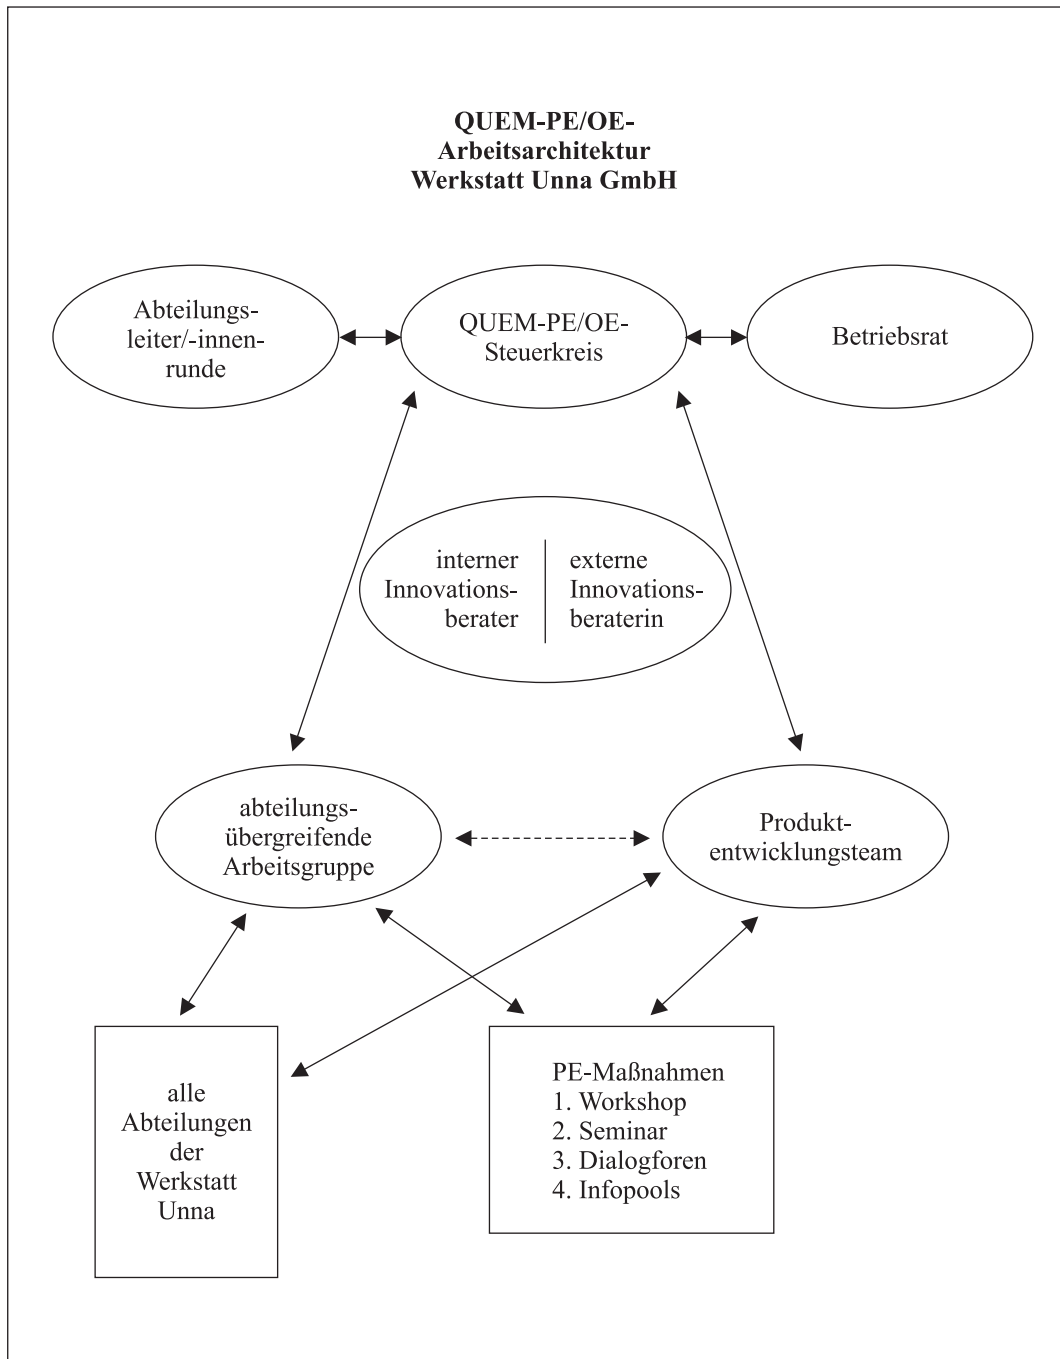 QUEM-PE/OE-
Arbeitsarchitektur
Werkstatt Unna GmbH
Abteilungs-
leiter/-innen-
runde
QUEM-PE/OE-
Steuerkreis
Betriebsrat
interner
Innovations-
berater
externe
Innovations-
beraterin
abteilungs-
übergreifende
Arbeitsgruppe
Produkt-
entwicklungsteam
alle
Abteilungen
der
Werkstatt
Unna
PE-Maßnahmen
1. Workshop
2. Seminar
3. Dialogforen
4. Infopools